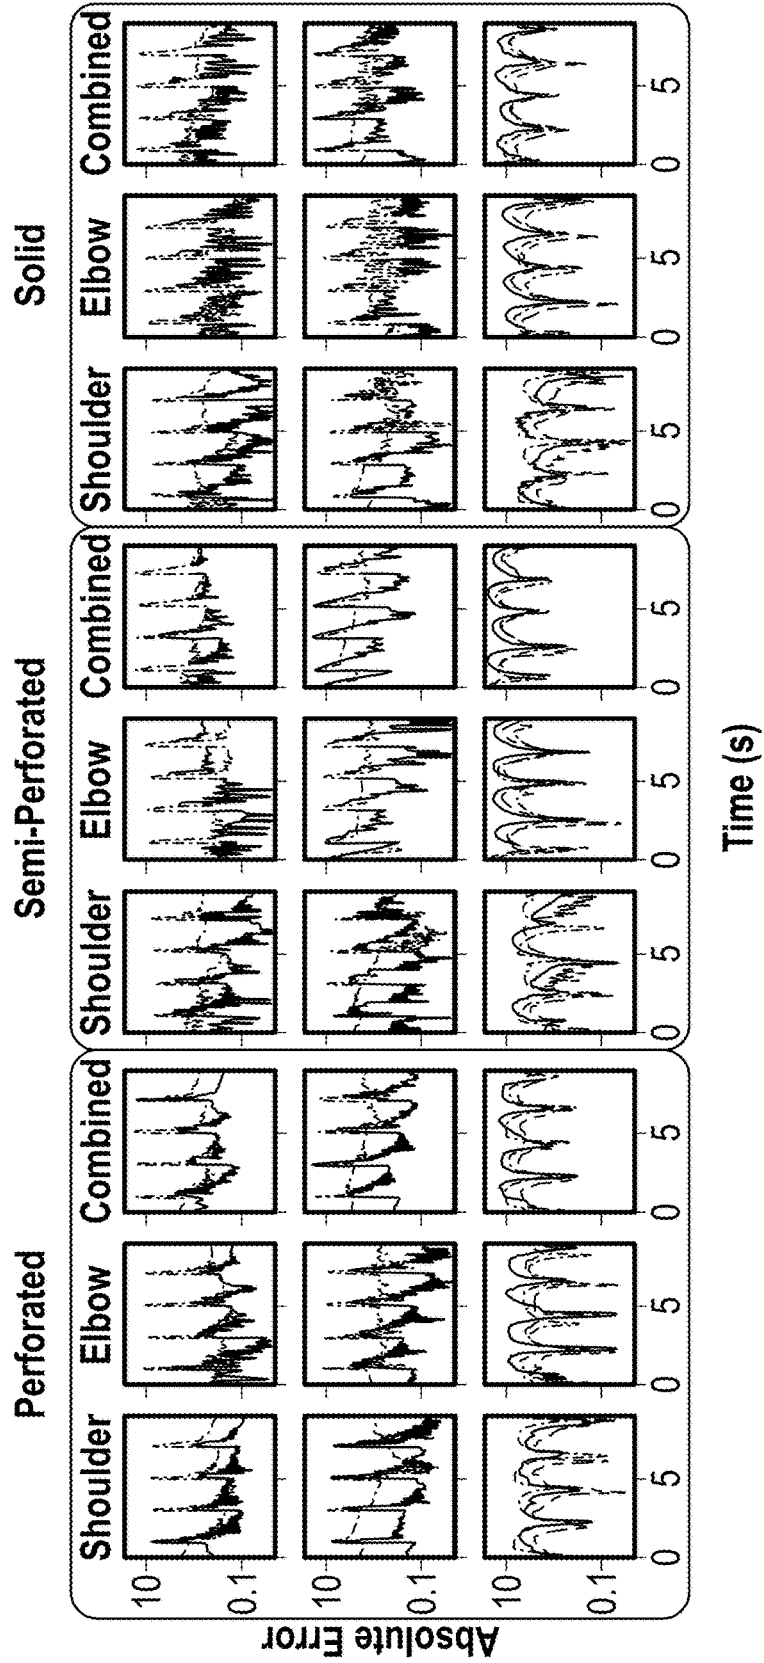 Perforated
Semi-Perforated
Solid
Shoulder Elbow Combined
Shoulder Elbow Combined
Shoulder Elbow Combined
Absolute Error
10
0.1
10
0.1
10
0.1
0 5 0 5 0 5
0 5 0 5 0 5
0 5 0 5 0 5
Time (s)